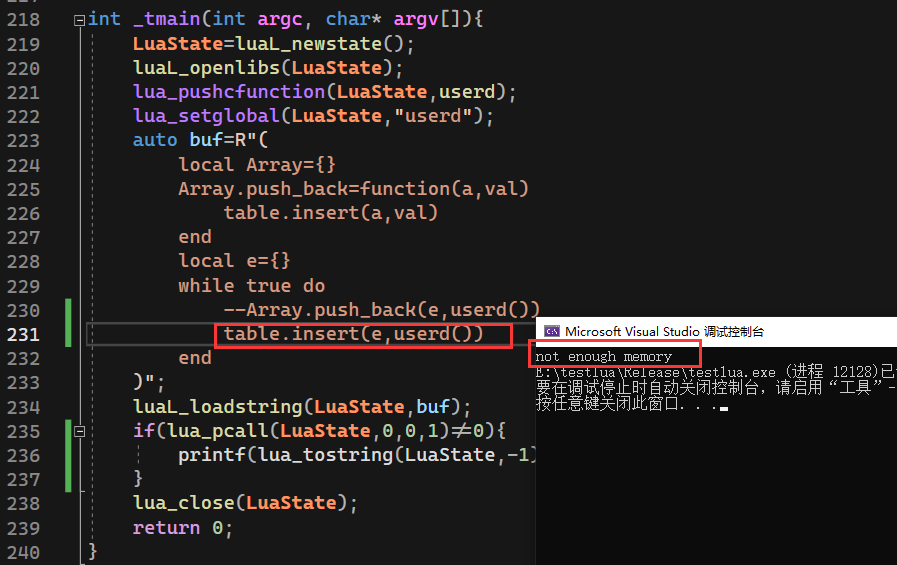 218 int _tmain(int argc, char* argv[]){
219 LuaState=luaL_newstate();
220 luaL_openlibs(LuaState);
221 lua_pushcfunction(LuaState,userd);
222 lua_setglobal(LuaState,"userd");
223 auto buf=R"(
224 local Array={}
225 Array.push_back=function(a,val)
226 table.insert(a,val)
227 end
228 local e={}
229 while true do
230 --Array.push_back(e,userd())
231 table.insert(e,userd())
232 end
233 )";
234 luaL_loadstring(LuaState,buf);
235 if(lua_pcall(LuaState,0,0,1)≠0){
236 printf(lua_tostring(LuaState,-1)
237 }
238 lua_close(LuaState);
239 return 0;
240 }
Microsoft Visual Studio 调试控制台
not enough memory
E:\testlua\Release\testlua.exe (进程 12128)已
要在调试停止时自动关闭控制台，请启用“工具”-
按任意键关闭此窗口. . .